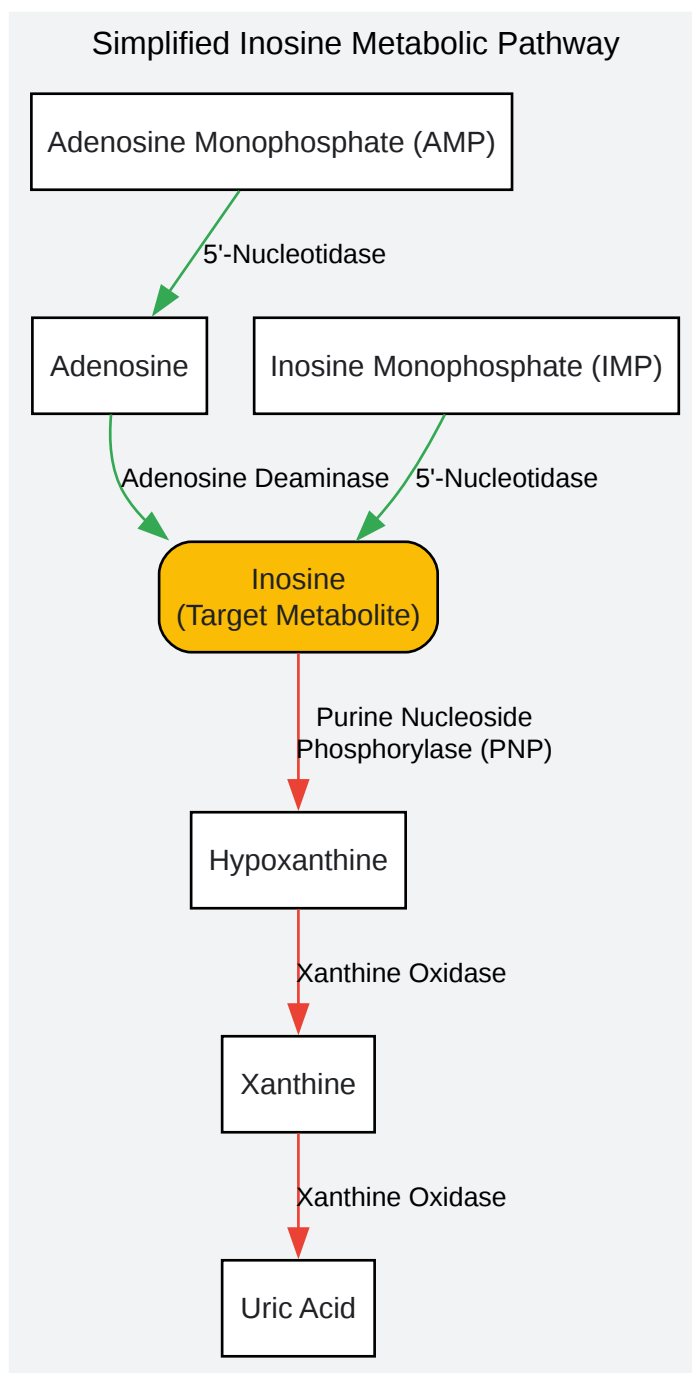 Simplified Inosine Metabolic Pathway
Adenosine Monophosphate (AMP)
5'-Nucleotidase
Adenosine
Inosine Monophosphate (IMP)
Adenosine Deaminase
5'-Nucleotidase
Inosine
(Target Metabolite)
Purine Nucleoside
Phosphorylase (PNP)
Hypoxanthine
Xanthine Oxidase
Xanthine
Xanthine Oxidase
Uric Acid